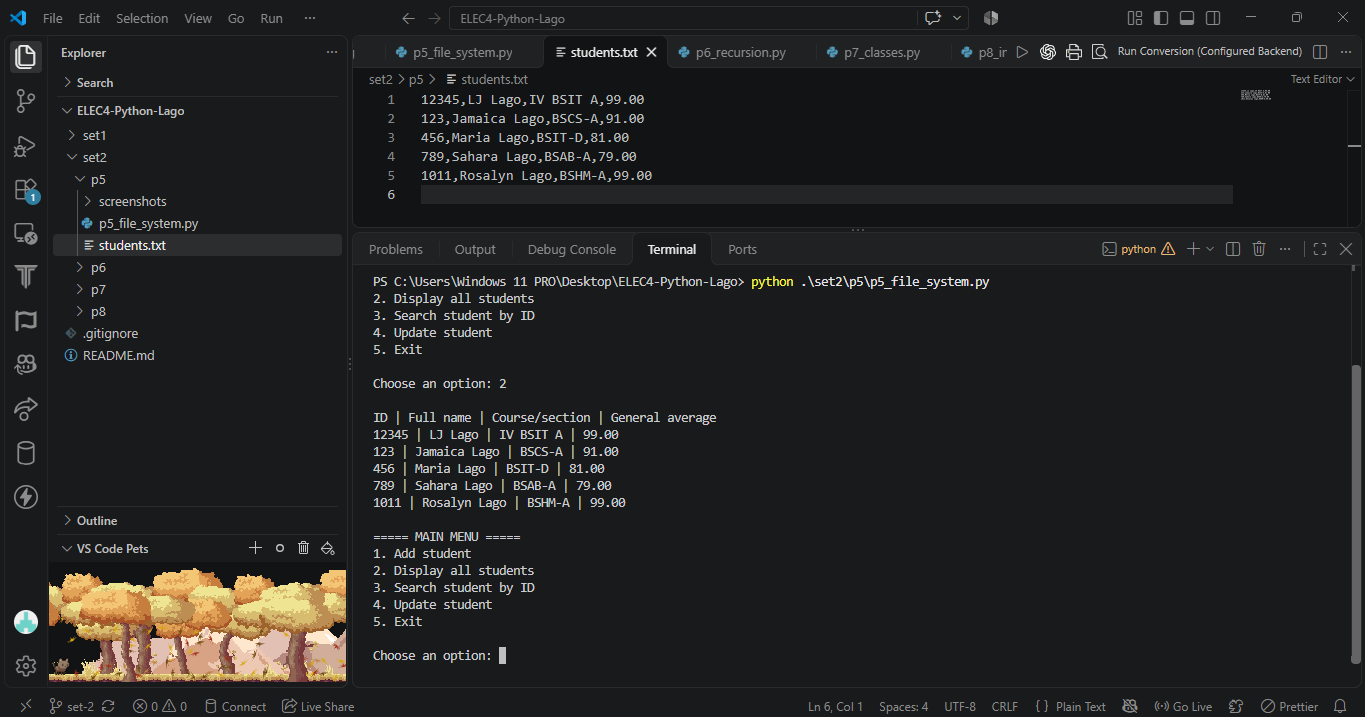 File Edit Selection View Go Run ···
ELEC4-Python-Lago
Explorer
Search
ELEC4-Python-Lago
set1
set2
p5
screenshots
p5_file_system.py
students.txt
p6
p7
p8
.gitignore
README.md
Outline
VS Code Pets
1
p5_file_system.py students.txt p6_recursion.py p7_classes.py p8_ir Run Conversion (Configured Backend)
set2 > p5 > students.txt Text Editor
1 12345,LJ Lago,IV BSIT A,99.00
2 123,Jamaica Lago,BSCS-A,91.00
3 456,Maria Lago,BSIT-D,81.00
4 789,Sahara Lago,BSAB-A,79.00
5 1011,Rosalyn Lago,BSHM-A,99.00
6
Problems Output Debug Console Terminal Ports python
PS C:\Users\Windows 11 PRO\Desktop\ELEC4-Python-Lago> python .\set2\p5\p5_file_system.py
2. Display all students
3. Search student by ID
4. Update student
5. Exit
Choose an option: 2
ID | Full name | Course/section | General average
12345 | LJ Lago | IV BSIT A | 99.00
123 | Jamaica Lago | BSCS-A | 91.00
456 | Maria Lago | BSIT-D | 81.00
789 | Sahara Lago | BSAB-A | 79.00
1011 | Rosalyn Lago | BSHM-A | 99.00
===== MAIN MENU =====
1. Add student
2. Display all students
3. Search student by ID
4. Update student
5. Exit
Choose an option:
set-2 0 0 Connect Live Share Ln 6, Col 1 Spaces: 4 UTF-8 CRLF { } Plain Text Go Live Prettier